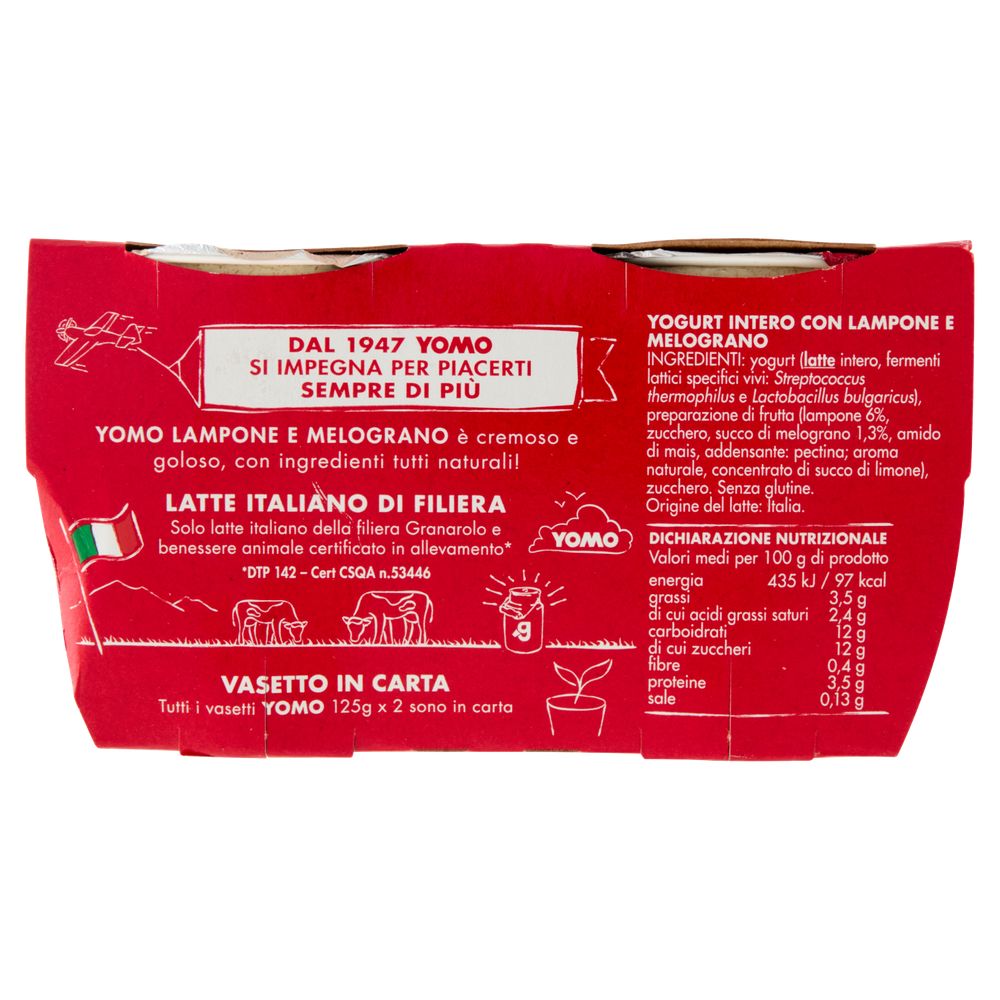 DAL 1947 YOMO
SI IMPEGNA PER PIACERTI
SEMPRE DI PIÙ
YOMO LAMPONE E MELOGRANO è cremoso e
goloso, con ingredienti tutti naturali!
LATTE ITALIANO DI FILIERA
Solo latte italiano della filiera Granarolo e
benessere animale certificato in allevamento*
*DTP 142 – Cert CSQA n.53446
YOMO
g
VASETTO IN CARTA
Tutti i vasetti YOMO 125g x 2 sono in carta
YOGURT INTERO CON LAMPONE E
MELOGRANO
INGREDIENTI: yogurt (latte intero, fermenti
lattici specifici vivi: Streptococcus
thermophilus e Lactobacillus bulgaricus),
preparazione di frutta (lampone 6%,
zucchero, succo di melograno 1,3%, amido
di mais, addensante: pectina; aroma
naturale, concentrato di succo di limone),
zucchero. Senza glutine.
Origine del latte: Italia.
DICHIARAZIONE NUTRIZIONALE
Valori medi per 100 g di prodotto
energia 435 kJ / 97 kcal
grassi 3,5 g
di cui acidi grassi saturi 2,4 g
carboidrati 12 g
di cui zuccheri 12 g
fibre 0,4 g
proteine 3,5 g
sale 0,13 g